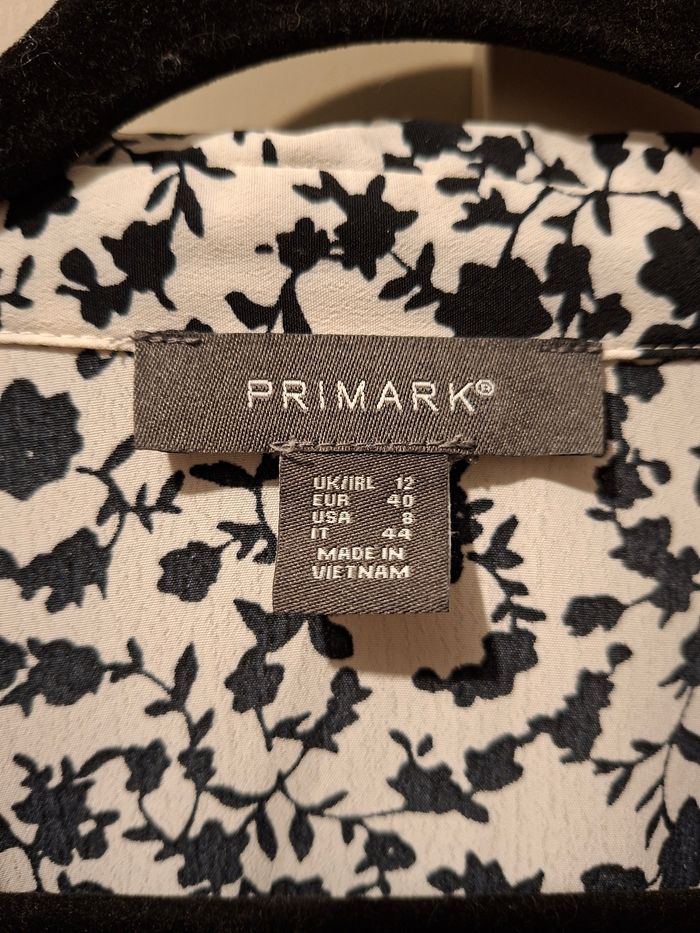 PRIMARK®
UK/IRL 12
EUR 40
USA 8
IT 44
MADE IN
VIETNAM